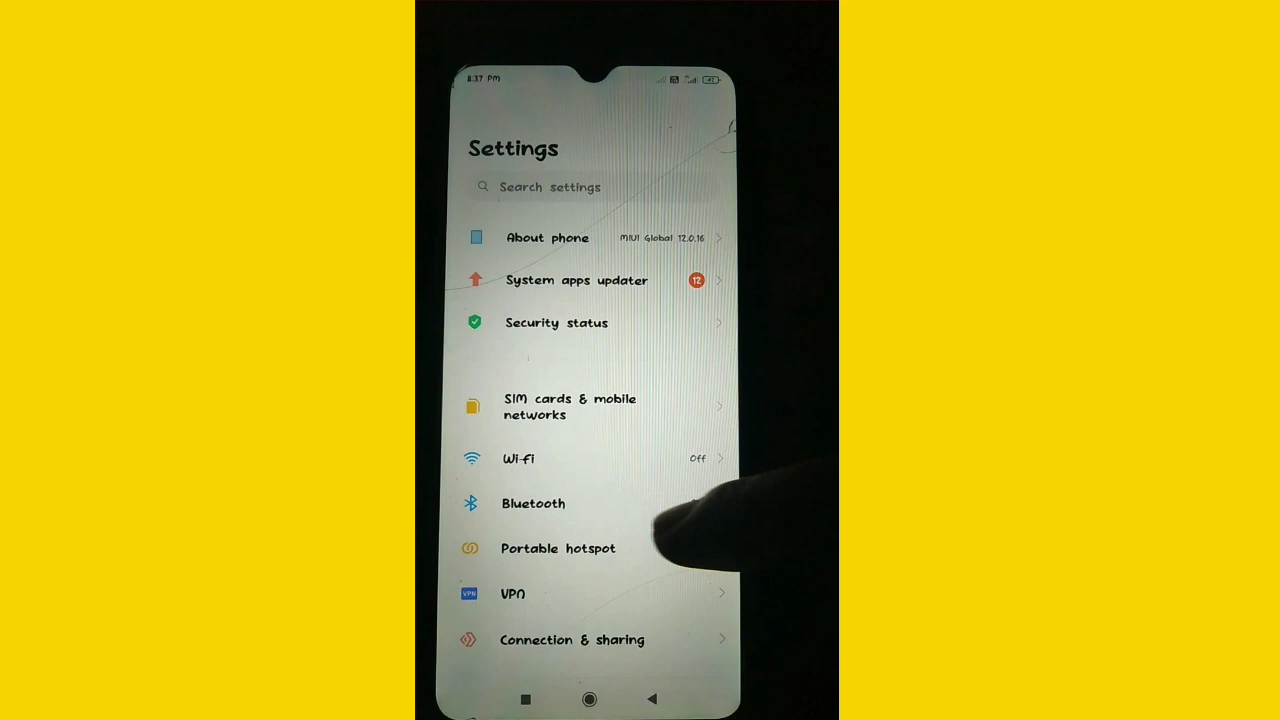 8:37 PM
Settings
Search settings
About phone MIUI Global 12.0.16
System apps updater 12
Security status
SIM cards & mobile
networks
Wi-Fi Off
Bluetooth
Portable hotspot
VPN VPN
Connection & sharing